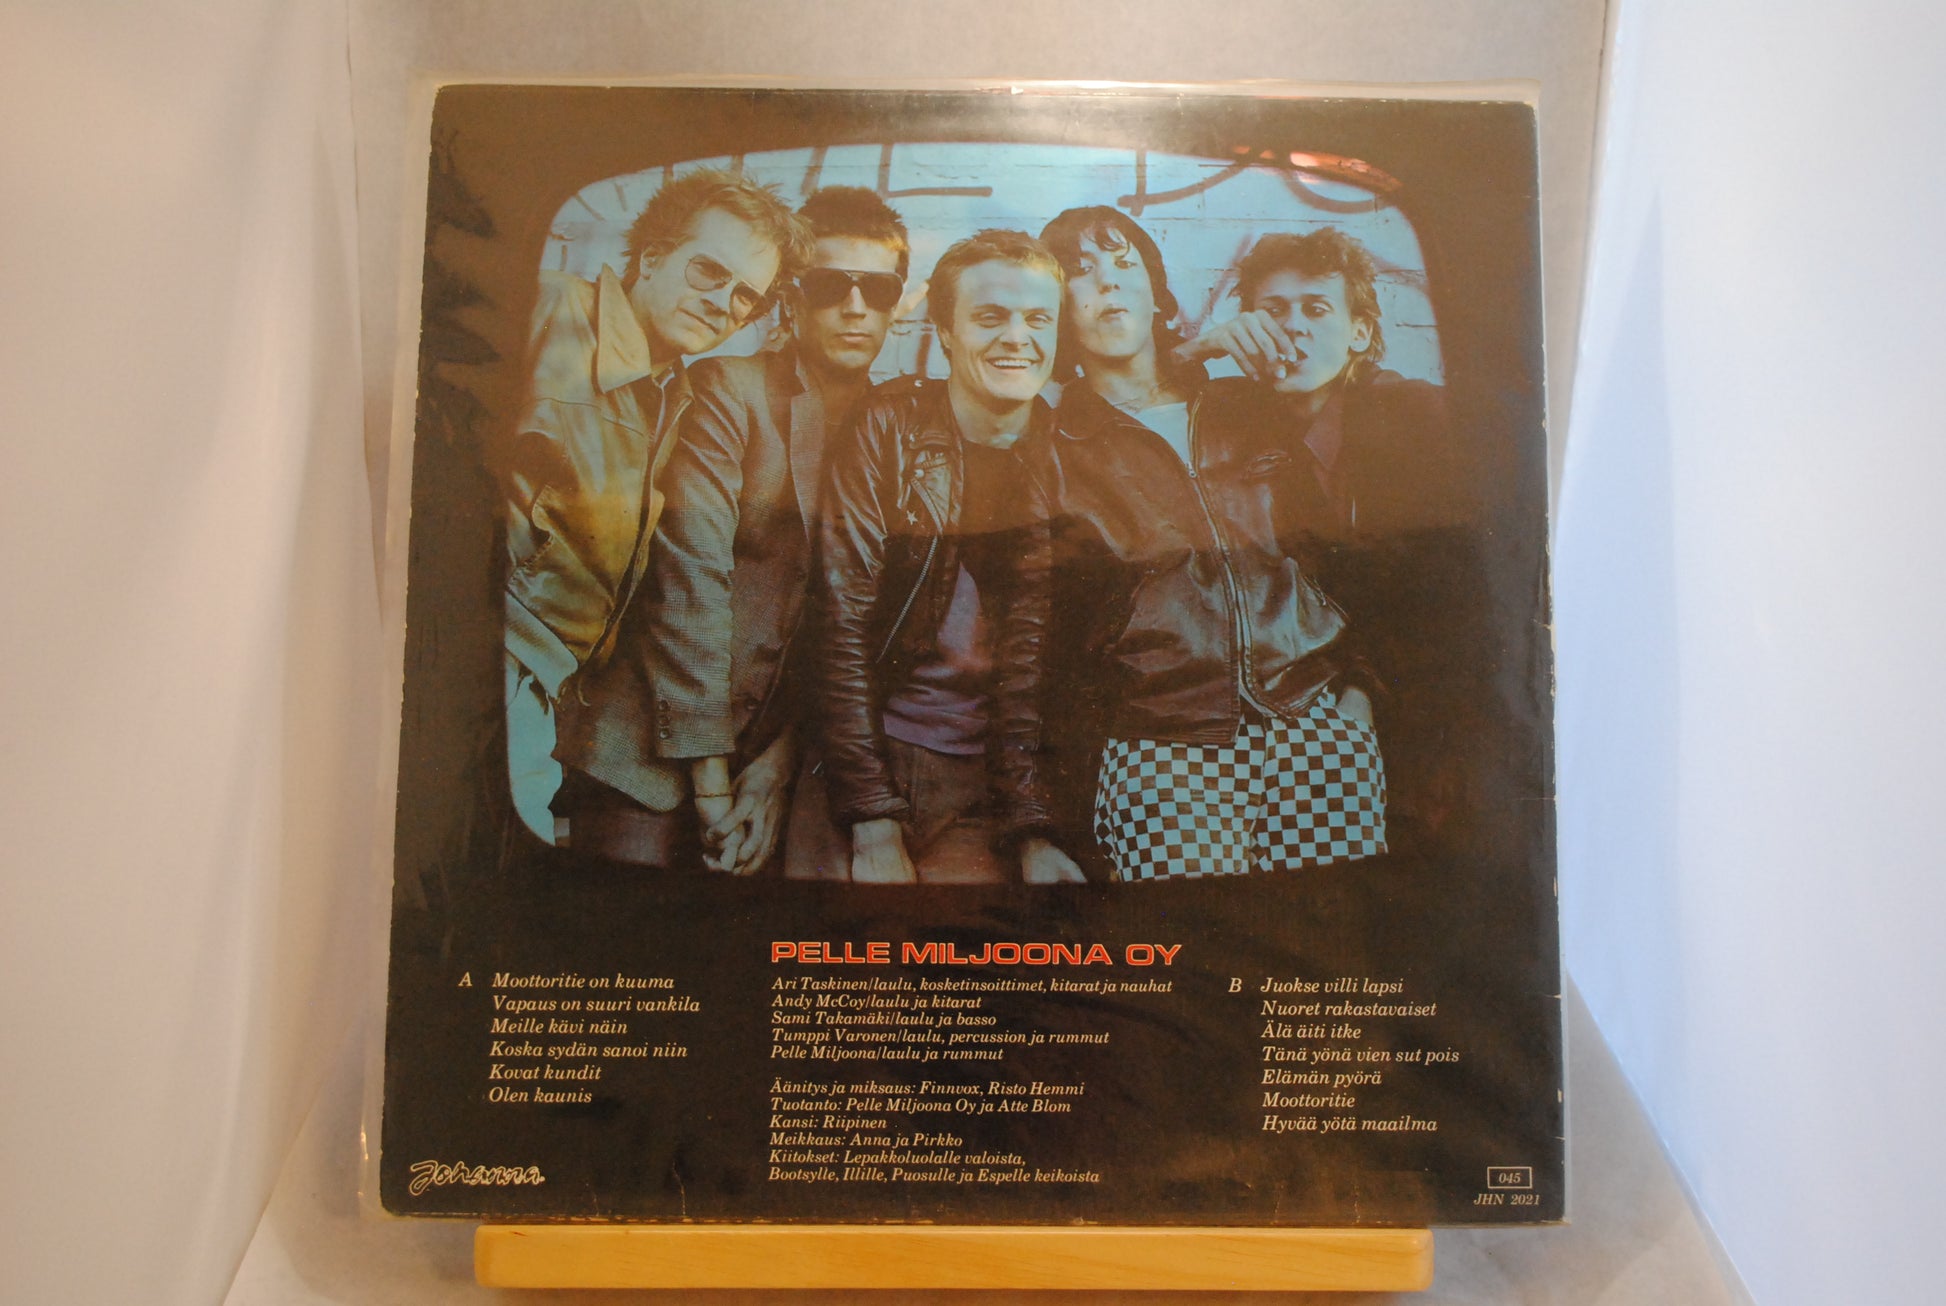 PELLE MILJOONA OY
A Moottoritie on kuuma
Vapaus on suuri vankila
Meille kävi näin
Koska sydän sanoi niin
Kovat kundit
Olen kaunis
Ari Taskinen/laulu, kosketinsoittimet, kitarat ja nauhat
Andy McCoy/laulu ja kitarat
Sami Takamäki/laulu ja basso
Tumppi Varonen/laulu, percussion ja rummut
Pelle Miljoona/laulu ja rummut
Äänitys ja miksaus: Finnvox, Risto Hemmi
Tuotanto: Pelle Miljoona Oy ja Atte Blom
Kansi: Riipinen
Meikkaus: Anna ja Pirkko
Kiitokset: Lepakkoluolalle valoista,
Bootsylle, Illille, Puosulle ja Espelle keikoista
B Juokse villi lapsi
Nuoret rakastavaiset
Älä äiti itke
Tänä yönä vien sut pois
Elämän pyörä
Moottoritie
Hyvää yötä maailma
Johanna
045
JHN 2021